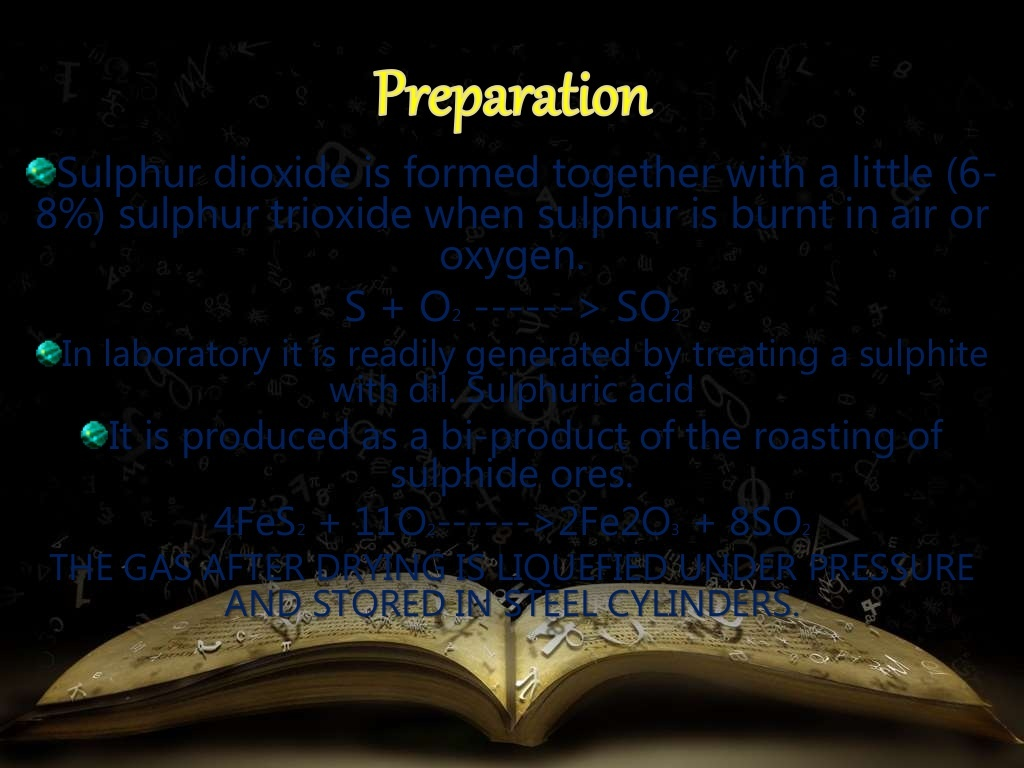 Preparation
Sulphur dioxide is formed together with a little (6-
8%) sulphur trioxide when sulphur is burnt in air or
oxygen.
S + O₂ ------> SO₂
In laboratory it is readily generated by treating a sulphite
with dil. Sulphuric acid
It is produced as a bi-product of the roasting of
sulphide ores.
4FeS₂ + 11O₂------>2Fe2O₃ + 8SO₂
THE GAS AFTER DRYING IS LIQUEFIED UNDER PRESSURE
AND STORED IN STEEL CYLINDERS.